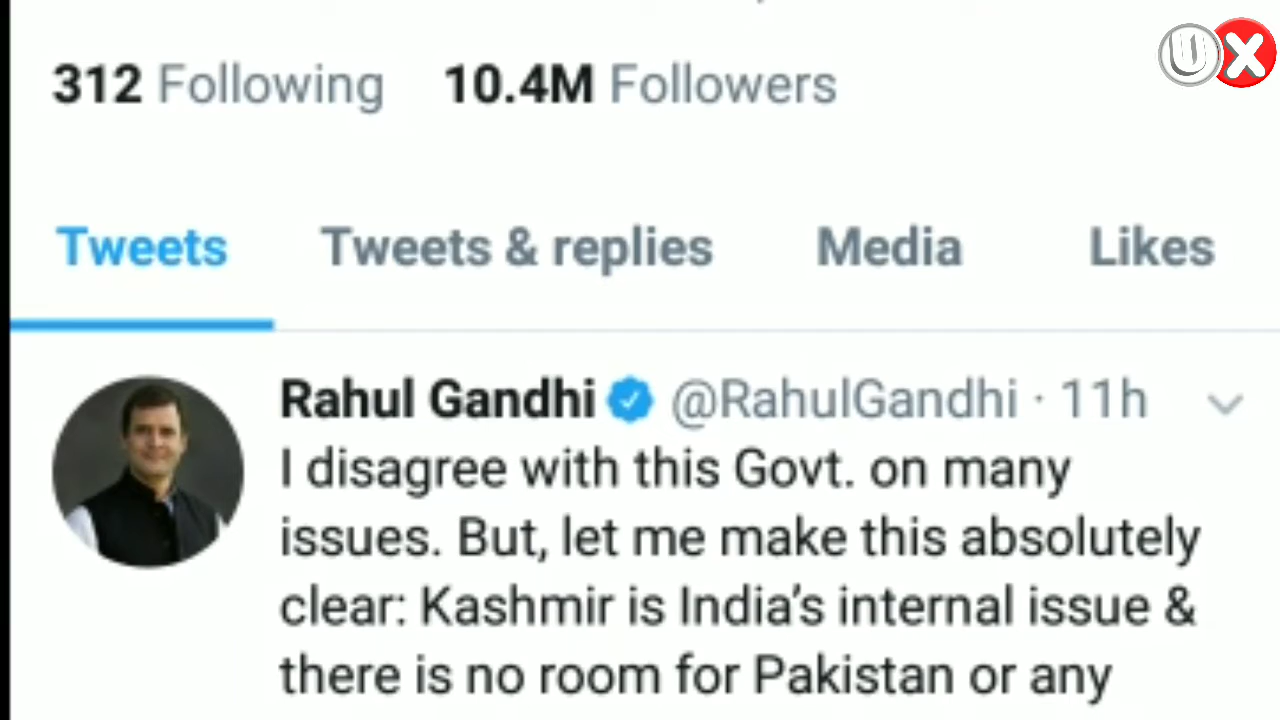 UX
312 Following 10.4M Followers
Tweets Tweets & replies Media Likes
Rahul Gandhi @RahulGandhi · 11h
I disagree with this Govt. on many
issues. But, let me make this absolutely
clear: Kashmir is India's internal issue &
there is no room for Pakistan or any